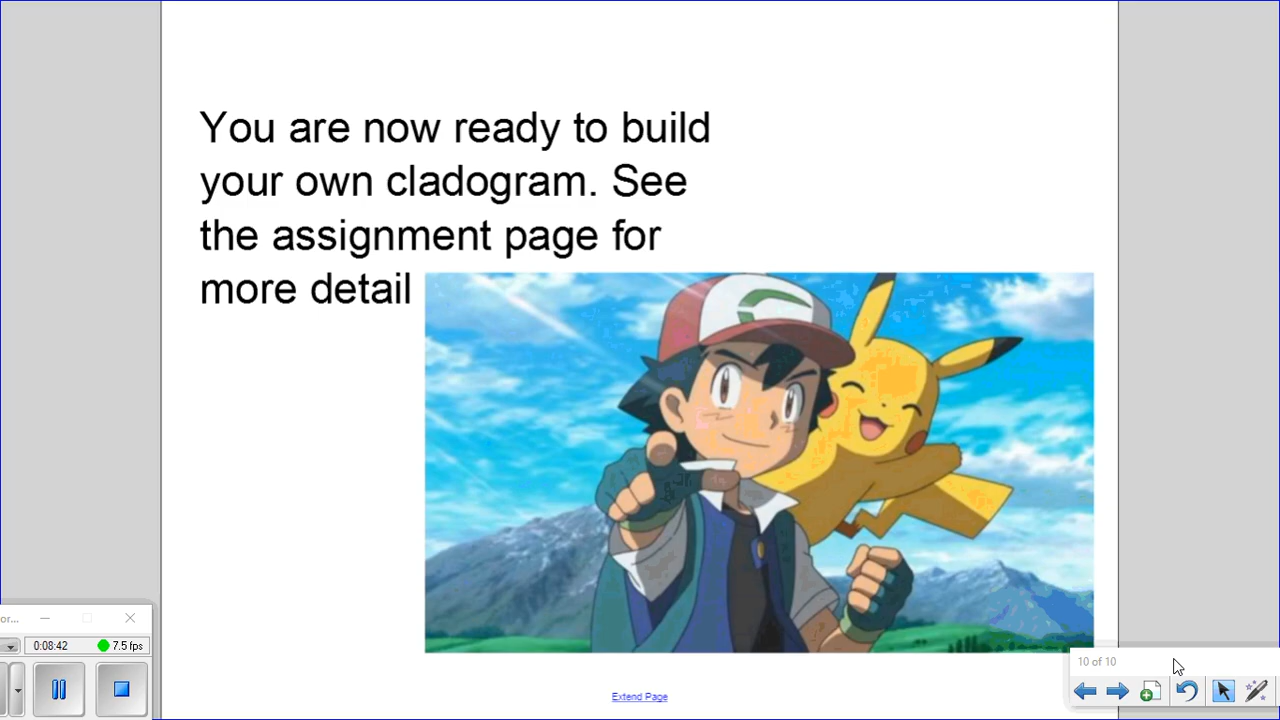 You are now ready to build
your own cladogram. See
the assignment page for
more detail
or...
0:08:42
7.5 fps
10 of 10
Extend Page